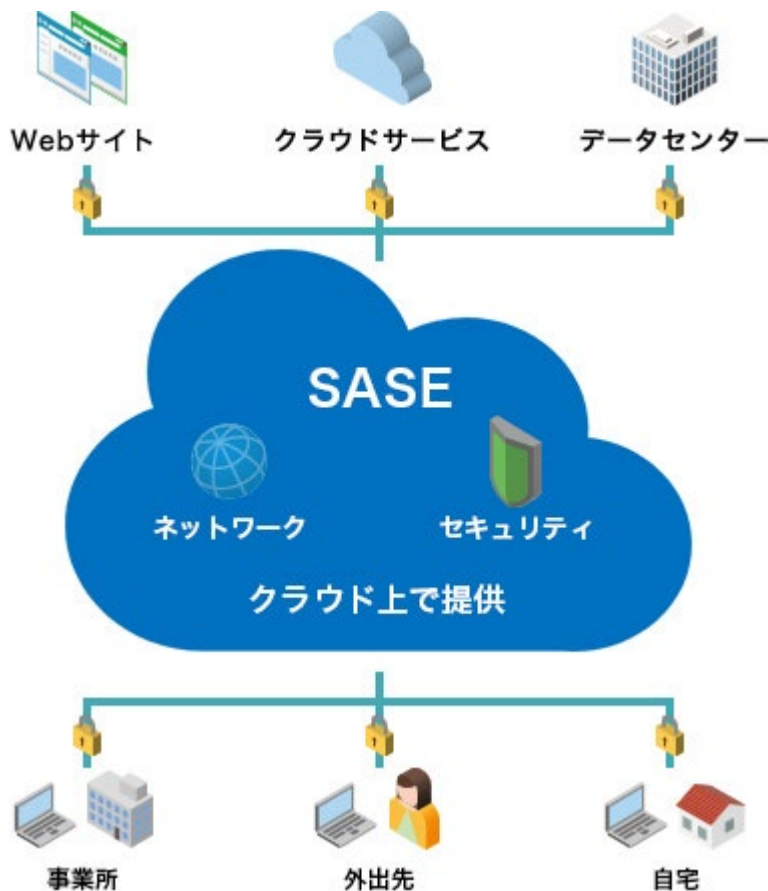 Webサイト
クラウドサービス
データセンター
SASE
ネットワーク
セキュリティ
クラウド上で提供
事業所
外出先
自宅